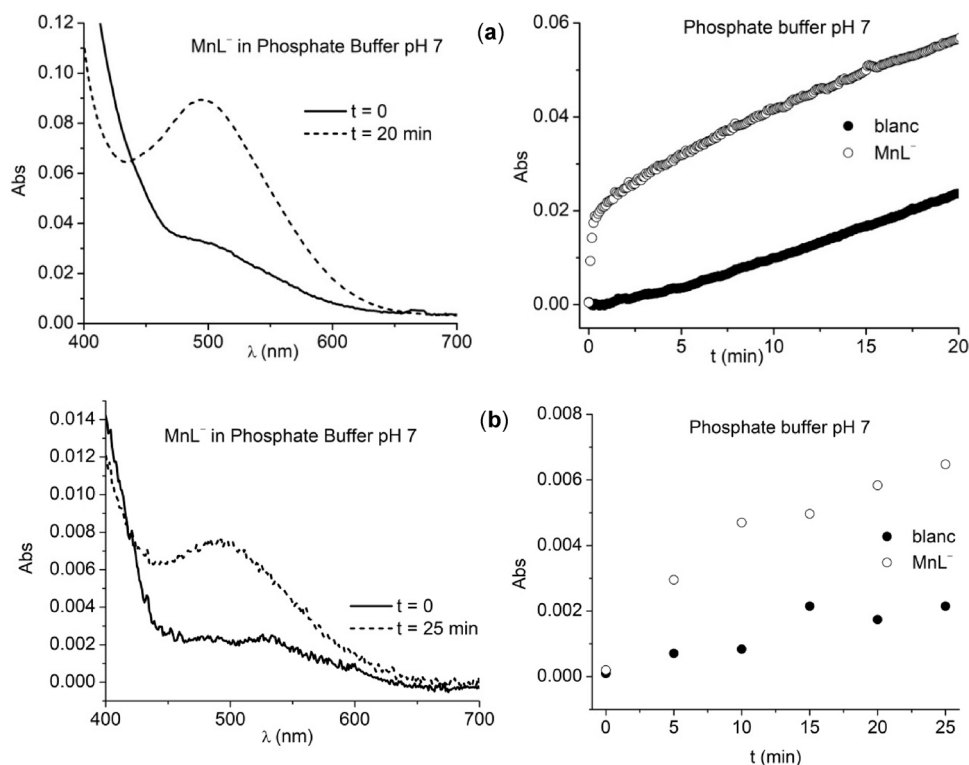 0.12
0.10
0.08
0.06
0.04
0.02
0.00
Abs
MnL⁻ in Phosphate Buffer pH 7
t = 0
t = 20 min
400
500
600
700
λ (nm)
(a)
0.06
0.04
0.02
0.00
Abs
Phosphate buffer pH 7
blanc
MnL⁻
0
5
10
15
20
t (min)
0.014
0.012
0.010
0.008
0.006
0.004
0.002
0.000
Abs
MnL⁻ in Phosphate Buffer pH 7
t = 0
t = 25 min
400
500
600
700
λ (nm)
(b)
0.008
0.006
0.004
0.002
0.000
Abs
Phosphate buffer pH 7
blanc
MnL⁻
0
5
10
15
20
25
t (min)